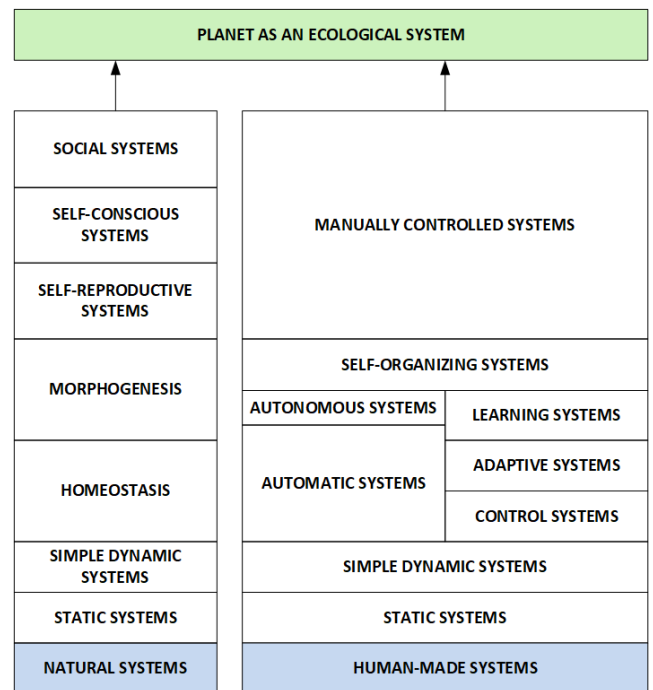 PLANET AS AN ECOLOGICAL SYSTEM
SOCIAL SYSTEMS
SELF-CONSCIOUS
SYSTEMS
SELF-REPRODUCTIVE
SYSTEMS
MORPHOGENESIS
HOMEOSTASIS
SIMPLE DYNAMIC
SYSTEMS
STATIC SYSTEMS
NATURAL SYSTEMS
MANUALLY CONTROLLED SYSTEMS
SELF-ORGANIZING SYSTEMS
AUTONOMOUS SYSTEMS
AUTOMATIC SYSTEMS
LEARNING SYSTEMS
ADAPTIVE SYSTEMS
CONTROL SYSTEMS
SIMPLE DYNAMIC SYSTEMS
STATIC SYSTEMS
HUMAN-MADE SYSTEMS